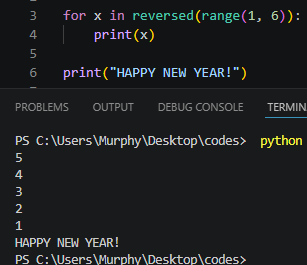 3 for x in reversed(range(1, 6)):
4     print(x)
5
6 print("HAPPY NEW YEAR!")
PROBLEMS OUTPUT DEBUG CONSOLE
PS C:\Users\Murphy\Desktop\codes> python
5
4
3
2
1
HAPPY NEW YEAR!
PS C:\Users\Murphy\Desktop\codes>